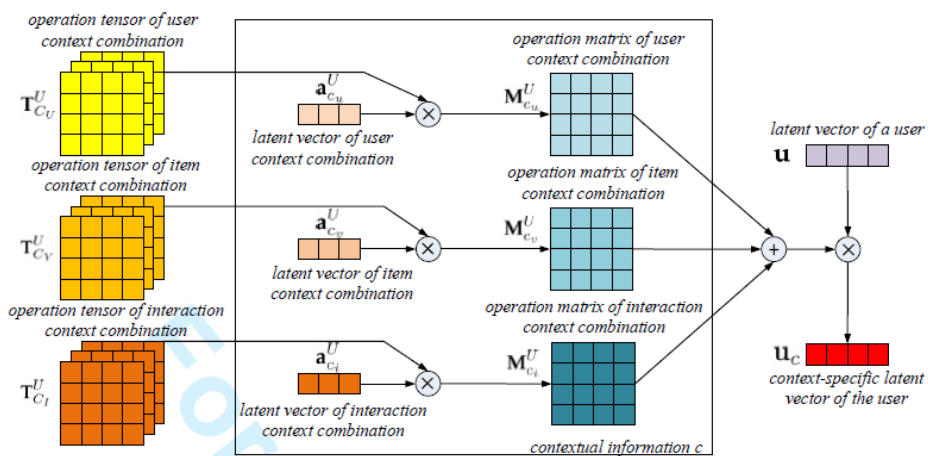 operation tensor of user
context combination
T^U_{C_U}
a^U_{c_u}
latent vector of user
context combination
operation matrix of user
context combination
M^U_{c_u}
latent vector of a user
u
operation tensor of item
context combination
T^U_{C_V}
a^U_{c_v}
latent vector of item
context combination
operation matrix of item
context combination
M^U_{c_v}
operation tensor of interaction
context combination
T^U_{C_I}
a^U_{c_i}
latent vector of interaction
context combination
operation matrix of interaction
context combination
M^U_{c_i}
×
×
×
+
×
u_c
context-specific latent
vector of the user
contextual information c
For